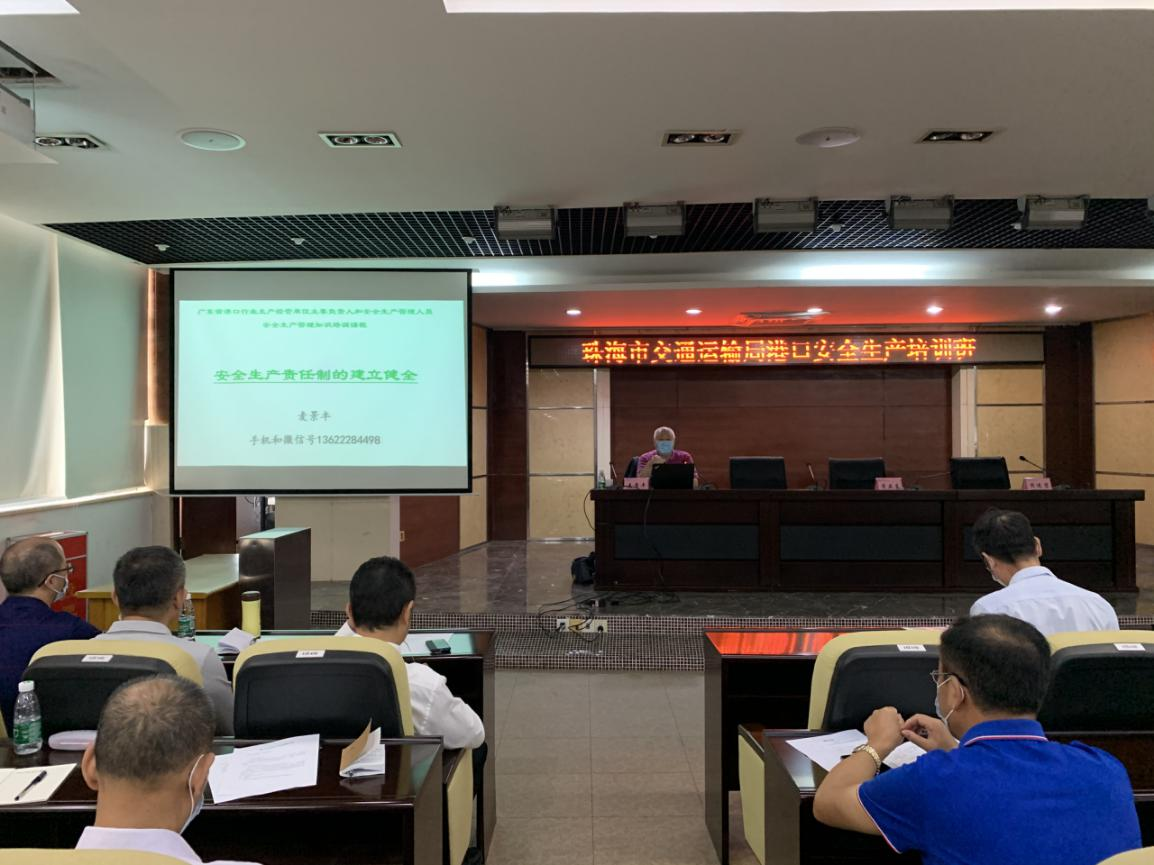 广东省港口行业生产经营单位主要负责人和安全生产管理人员
安全生产管理知识培训课程
安全生产责任制的建立健全
麦景丰
手机和微信号13622284498
珠海市交通运输局港口安全生产培训班